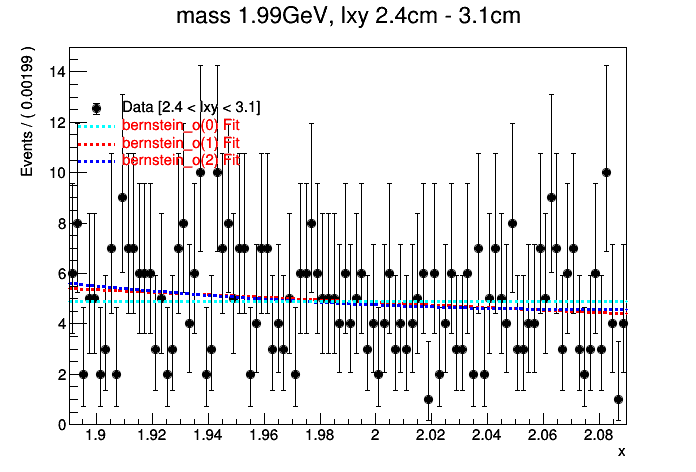 mass 1.99GeV, lxy 2.4cm - 3.1cm
Events / ( 0.00199 )
14
12
10
8
6
4
2
0
Data [2.4 < lxy < 3.1]
bernstein_o(0) Fit
bernstein_o(1) Fit
bernstein_o(2) Fit
1.9 1.92 1.94 1.96 1.98 2 2.02 2.04 2.06 2.08
x